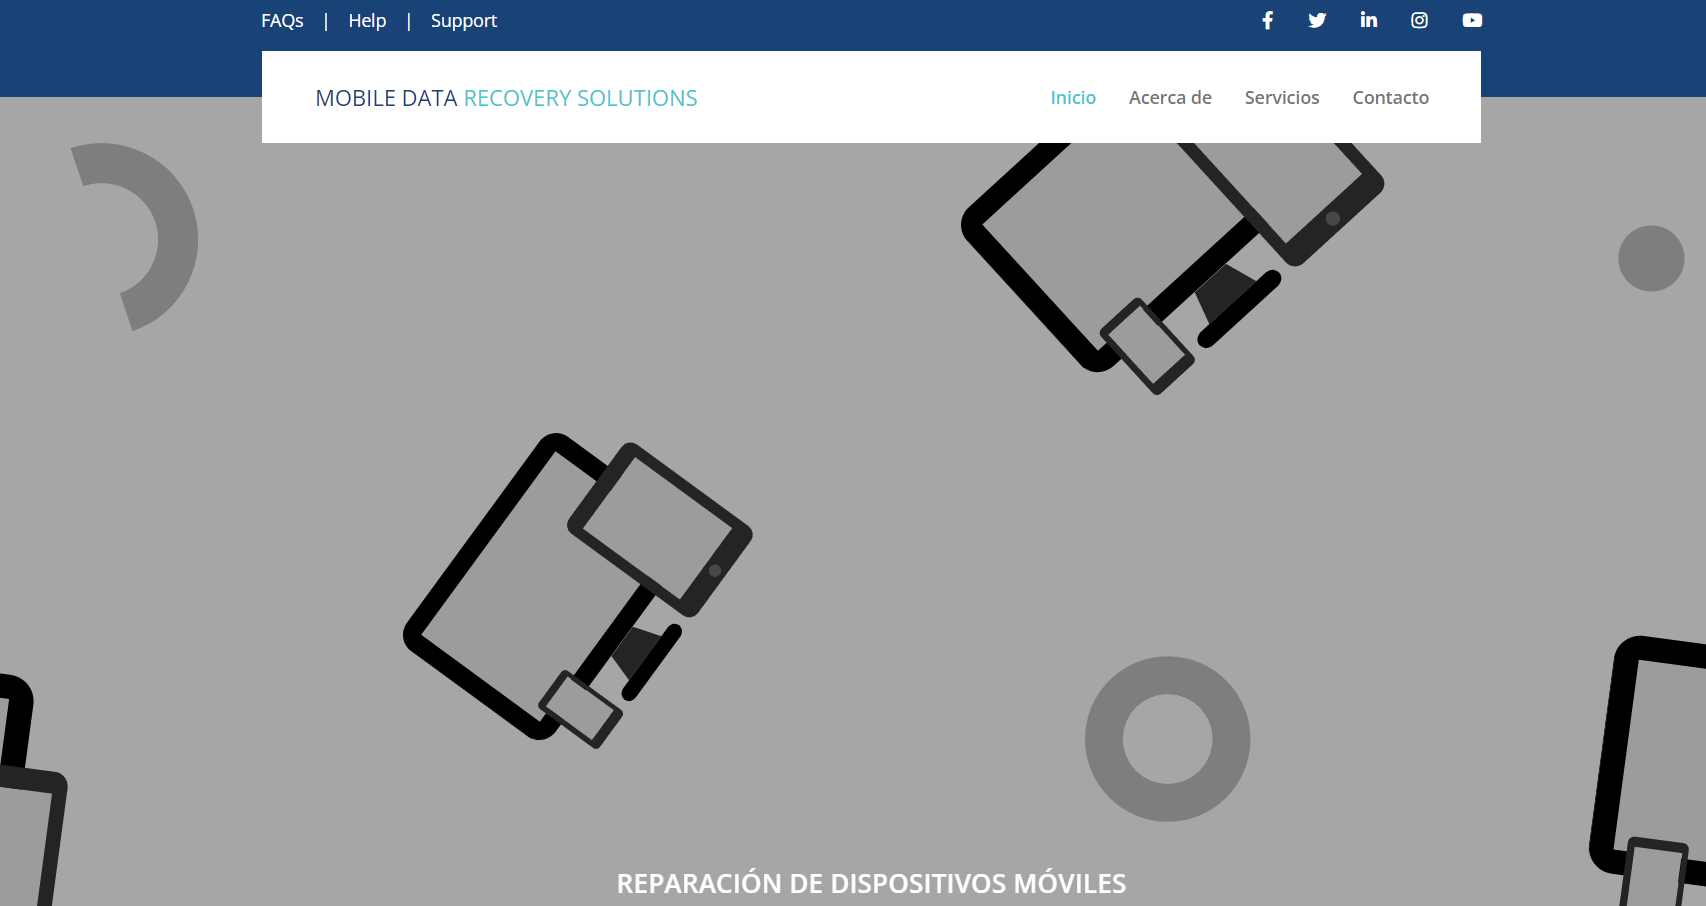 FAQs | Help | Support
MOBILE DATA RECOVERY SOLUTIONS
Inicio Acerca de Servicios Contacto
REPARACIÓN DE DISPOSITIVOS MÓVILES